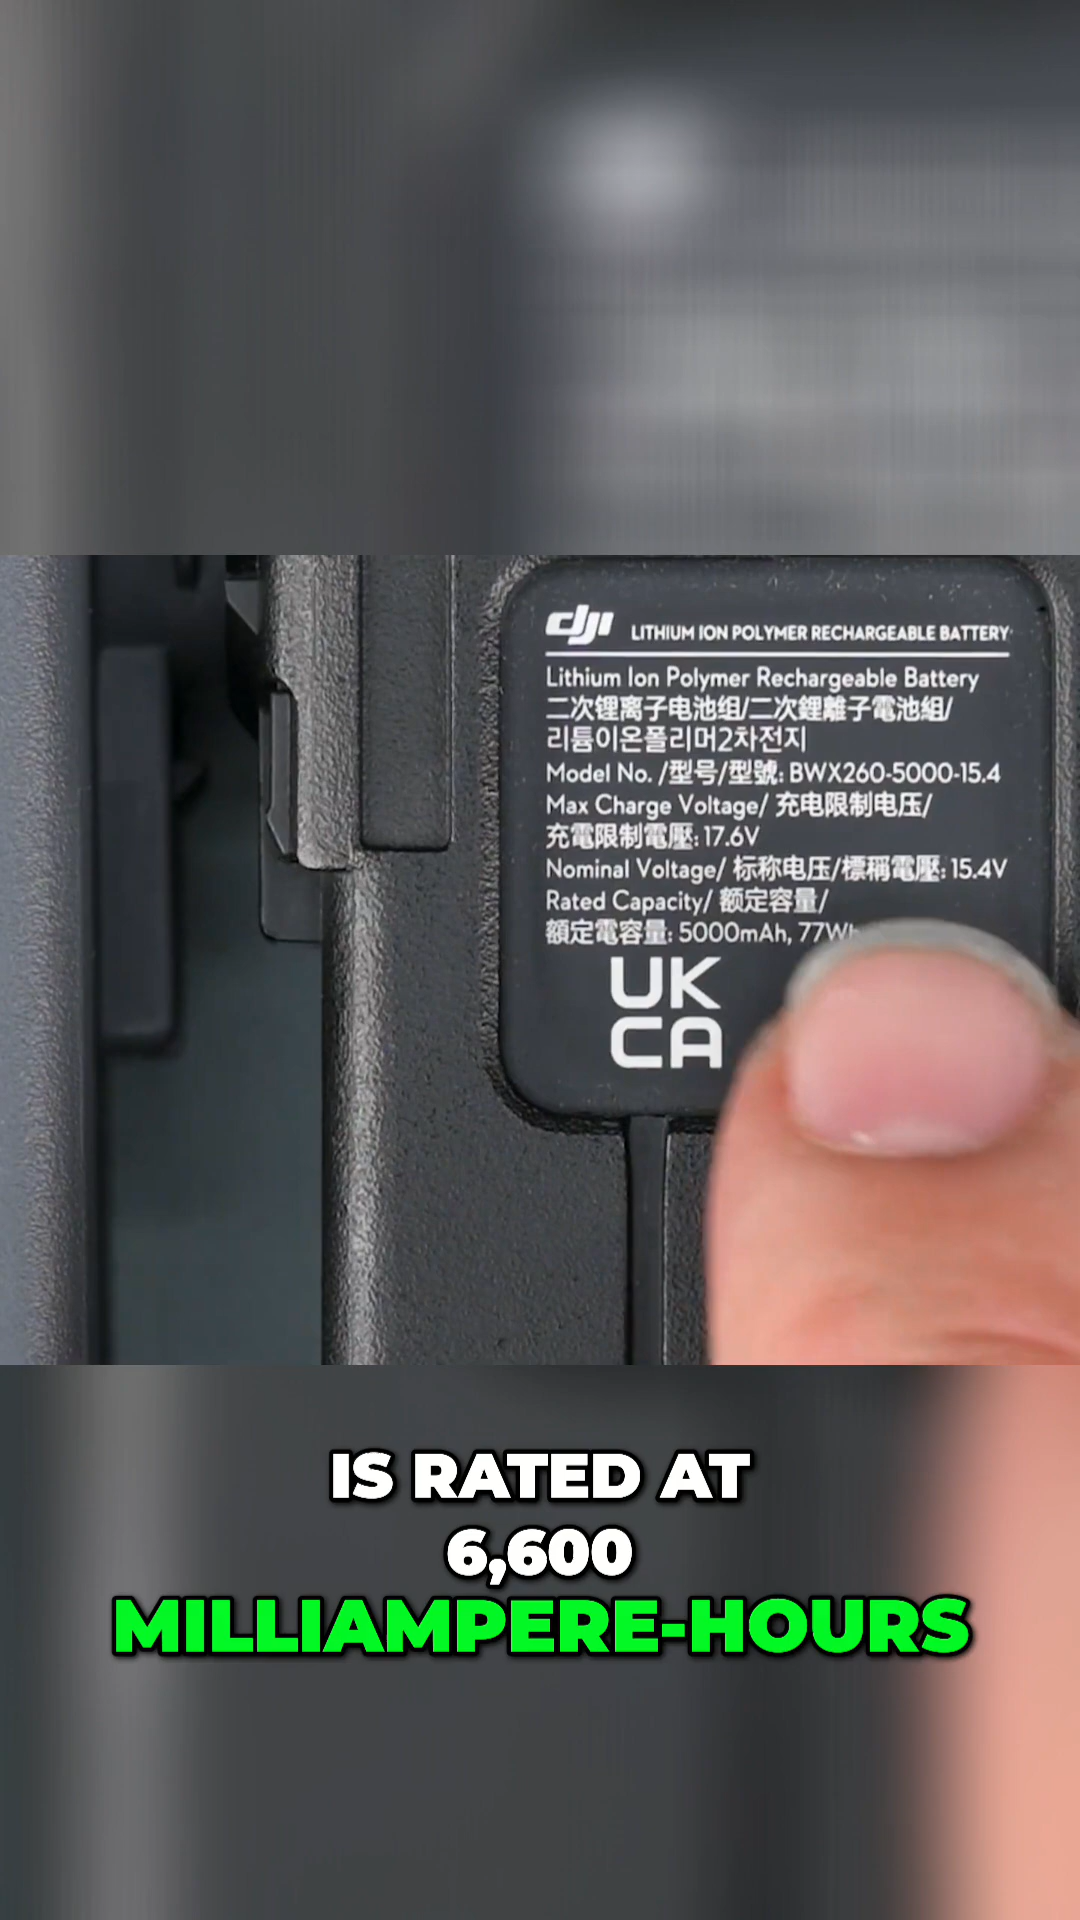 dji LITHIUM ION POLYMER RECHARGEABLE BATTERY
Lithium Ion Polymer Rechargeable Battery
二次锂离子电池组/二次鋰離子電池組/
리튬이온폴리머2차전지
Model No. /型号/型號: BWX260-5000-15.4
Max Charge Voltage/ 充电限制电压/
充電限制電壓: 17.6V
Nominal Voltage/ 标称电压/標稱電壓: 15.4V
Rated Capacity/ 额定容量/
額定電容量: 5000mAh, 77Wh
UK
CA
IS RATED AT
6,600
MILLIAMPERE-HOURS